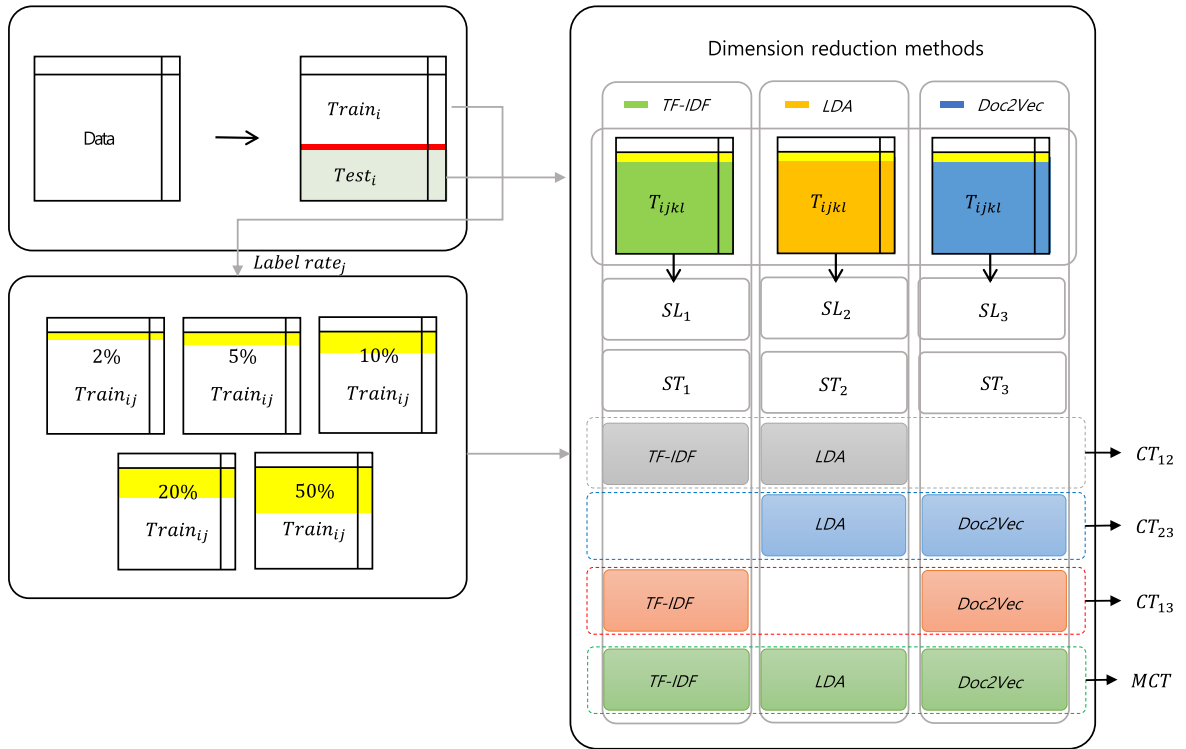 Data
Train_i
Test_i
Label rate_j
2%
Train_ij
5%
Train_ij
10%
Train_ij
20%
Train_ij
50%
Train_ij
Dimension reduction methods
TF-IDF
LDA
Doc2Vec
T_ijkl
T_ijkl
T_ijkl
SL_1
SL_2
SL_3
ST_1
ST_2
ST_3
TF-IDF
LDA
CT_12
LDA
Doc2Vec
CT_23
TF-IDF
Doc2Vec
CT_13
TF-IDF
LDA
Doc2Vec
MCT